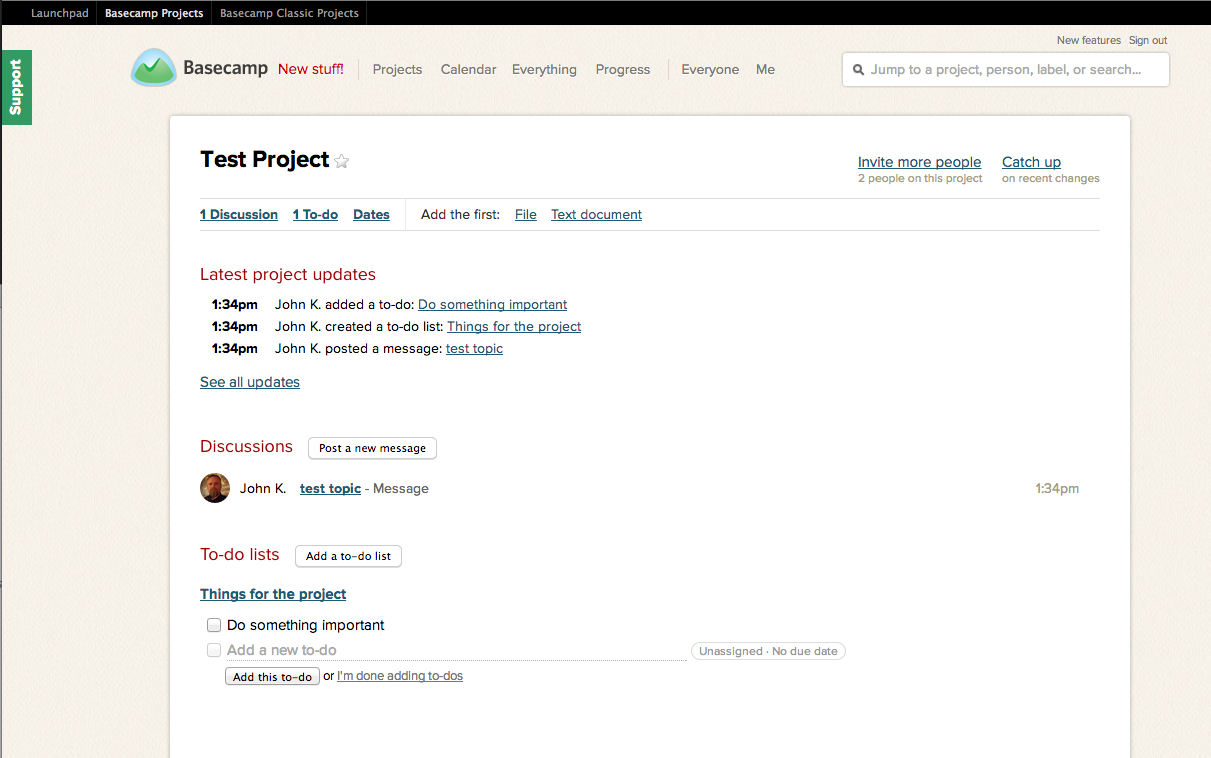 Launchpad Basecamp Projects Basecamp Classic Projects
New features Sign out
Support
Basecamp New stuff! Projects Calendar Everything Progress Everyone Me Jump to a project, person, label, or search...
Test Project
Invite more people Catch up
2 people on this project on recent changes
1 Discussion 1 To-do Dates Add the first: File Text document
Latest project updates
1:34pm John K. added a to-do: Do something important
1:34pm John K. created a to-do list: Things for the project
1:34pm John K. posted a message: test topic
See all updates
Discussions Post a new message
John K. test topic - Message 1:34pm
To-do lists Add a to-do list
Things for the project
Do something important
Add a new to-do Unassigned · No due date
Add this to-do or I'm done adding to-dos